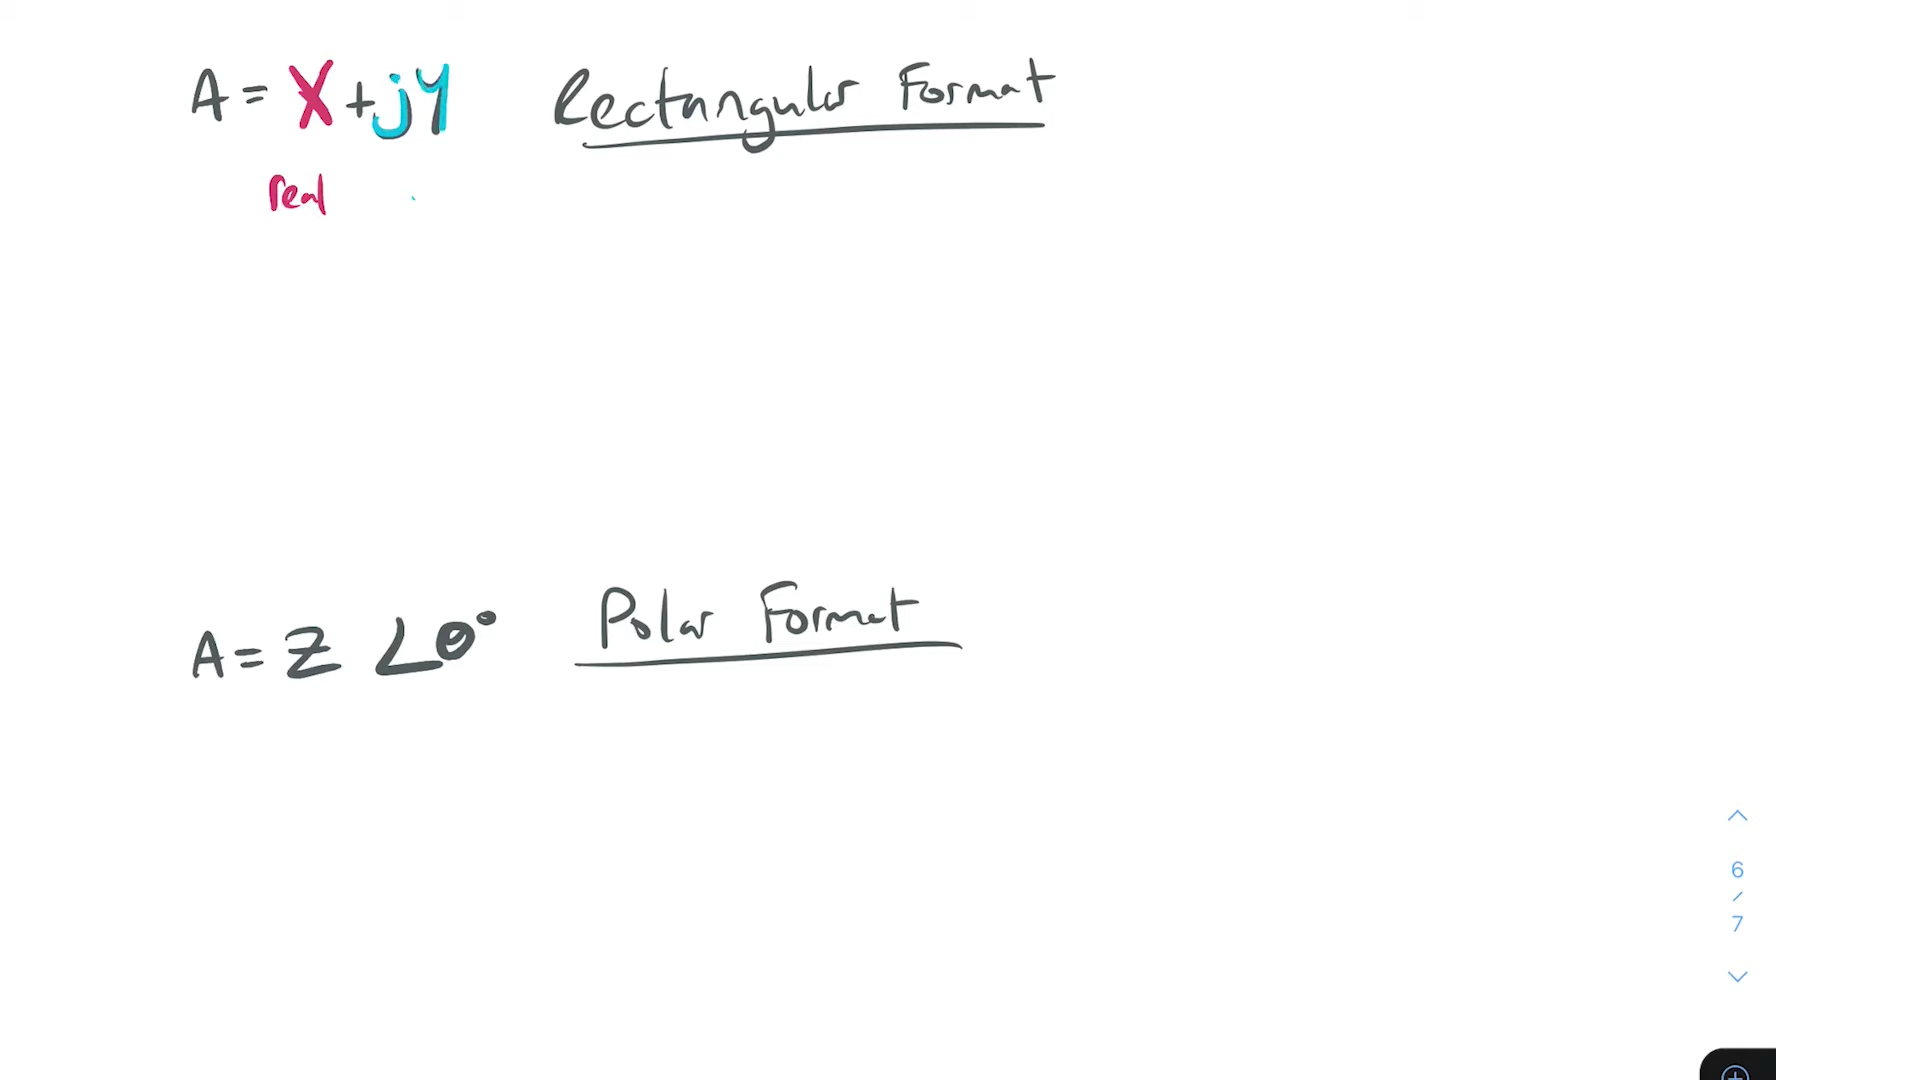 A = X + jY Rectangular Format
real
A = Z ∠θ° Polar Format
6
/
7